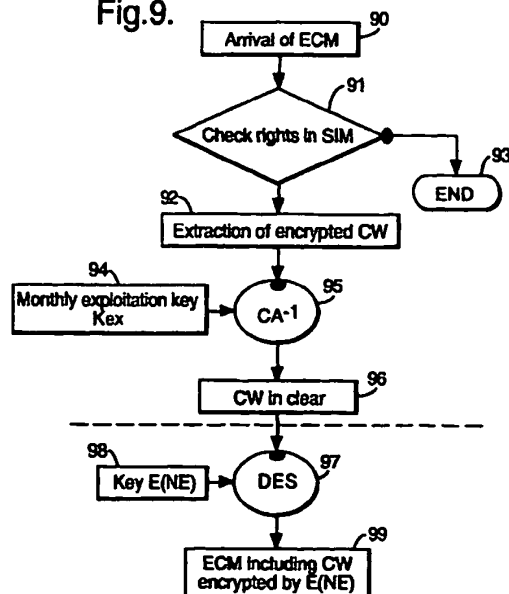 Fig.9.
90
Arrival of ECM
91
Check rights in SIM
93
END
92
Extraction of encrypted CW
94
Monthly exploitation key
Kex
95
CA-1
96
CW in clear
98
Key E(NE)
97
DES
99
ECM including CW
encrypted by E(NE)